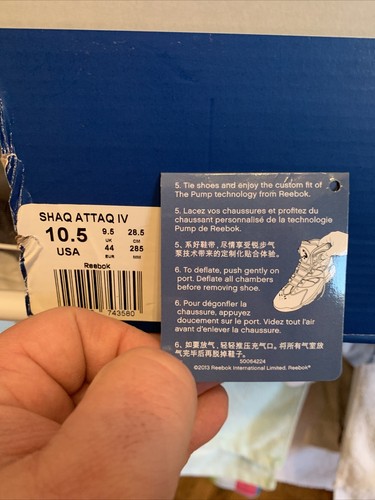 SHAQ ATTAQ IV
10.5 9.5 28.5
UK CM
USA 44 285
EUR MM
Reebok
743580
5. Tie shoes and enjoy the custom fit of
The Pump technology from Reebok.
5. Lacez vos chaussures et profitez du
chaussant personnalisé de la technologie
Pump de Reebok.
5、系好鞋带，尽情享受锐步气
泵技术带来的定制化贴合体验。
6. To deflate, push gently on
port. Deflate all chambers
before removing shoe.
6. Pour dégonfler la
chaussure, appuyez
doucement sur le port. Videz tout l'air
avant d'enlever la chaussure.
6、如要放气，轻轻推压充气口。将所有气室放
气完毕后再脱掉鞋子。
50064224
©2013 Reebok International Limited. Reebok®